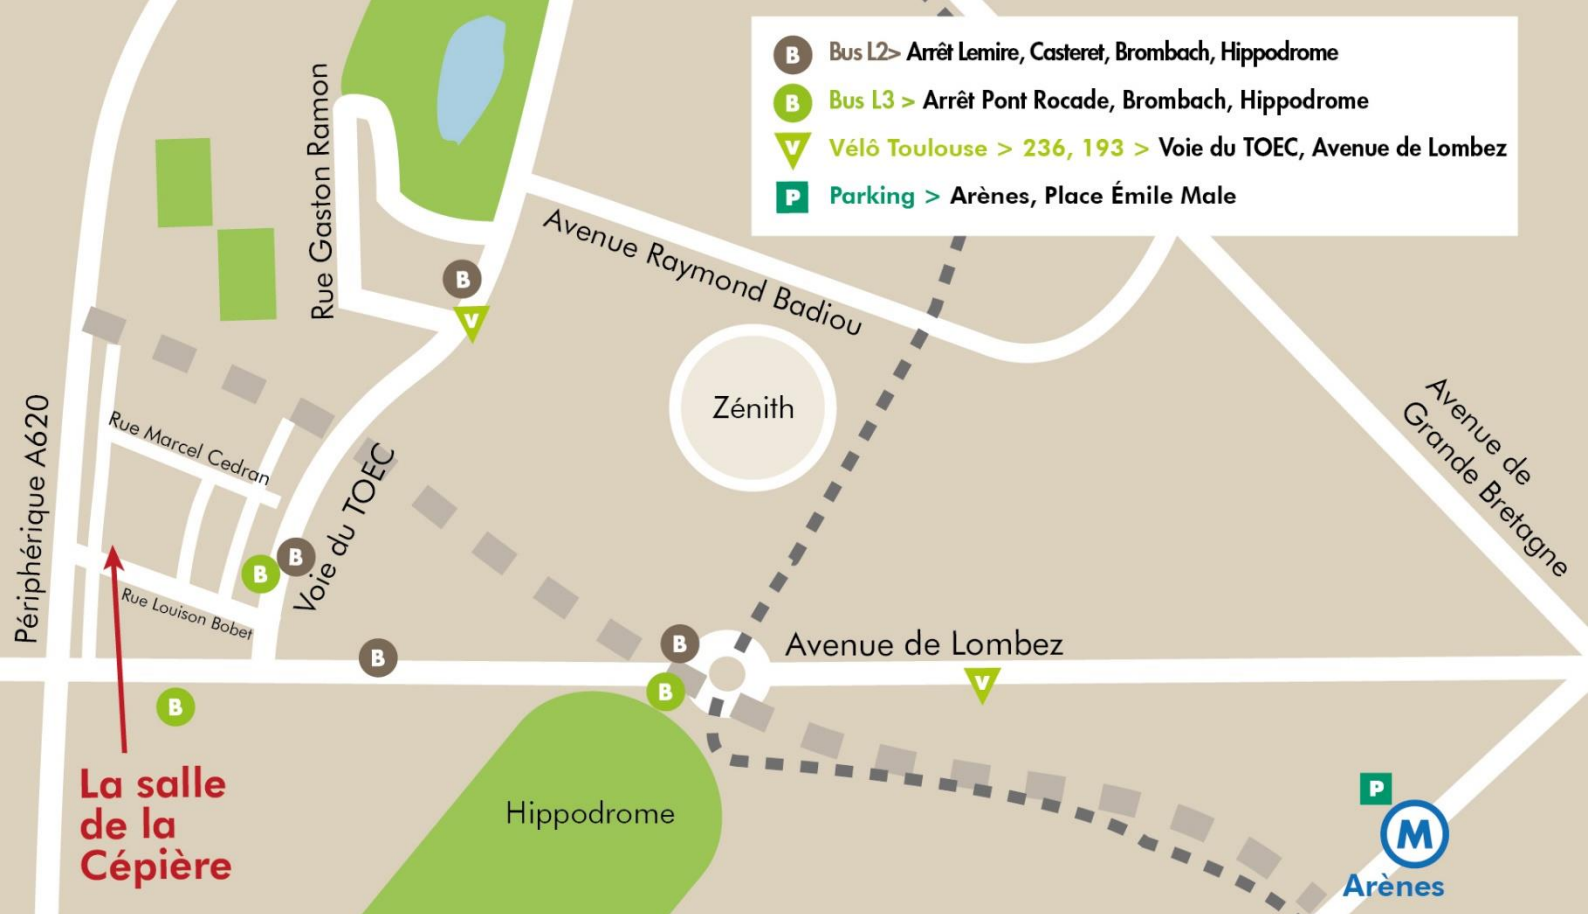 B Bus L2> Arrêt Lemire, Casteret, Brombach, Hippodrome
B Bus L3 > Arrêt Pont Rocade, Brombach, Hippodrome
V Vélô Toulouse > 236, 193 > Voie du TOEC, Avenue de Lombez
P Parking > Arènes, Place Émile Male
Rue Gaston Ramon
Avenue Raymond Badiou
B
V
Zénith
Avenue de
Grande Bretagne
Périphérique A620
Rue Marcel Cedran
Voie du TOEC
B
B
Rue Louison Bobet
B
B
B
B
Avenue de Lombez
V
La salle
de la
Cépière
Hippodrome
P
M
Arènes